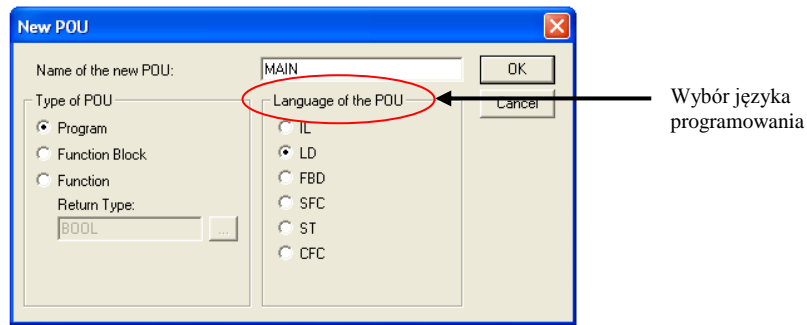 New POU
Name of the new POU:
MAIN
OK
Type of POU
Language of the POU
Cancel
Program
Function Block
Function
Return Type:
BOOL
...
IL
LD
FBD
SFC
ST
CFC
Wybór języka
programowania